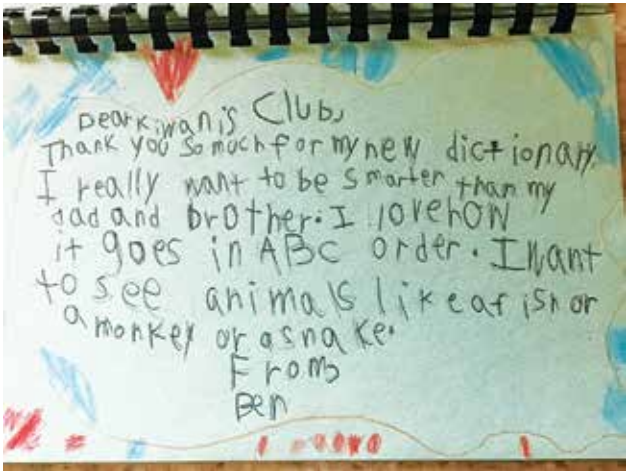 Dear Kiwanis Club,
Thank you so much for my new dictionary.
I really want to be smarter than my
dad and brother. I love how
it goes in ABC order. I want
to see animals like a fish or
a monkey or a snake.
From,
Ben